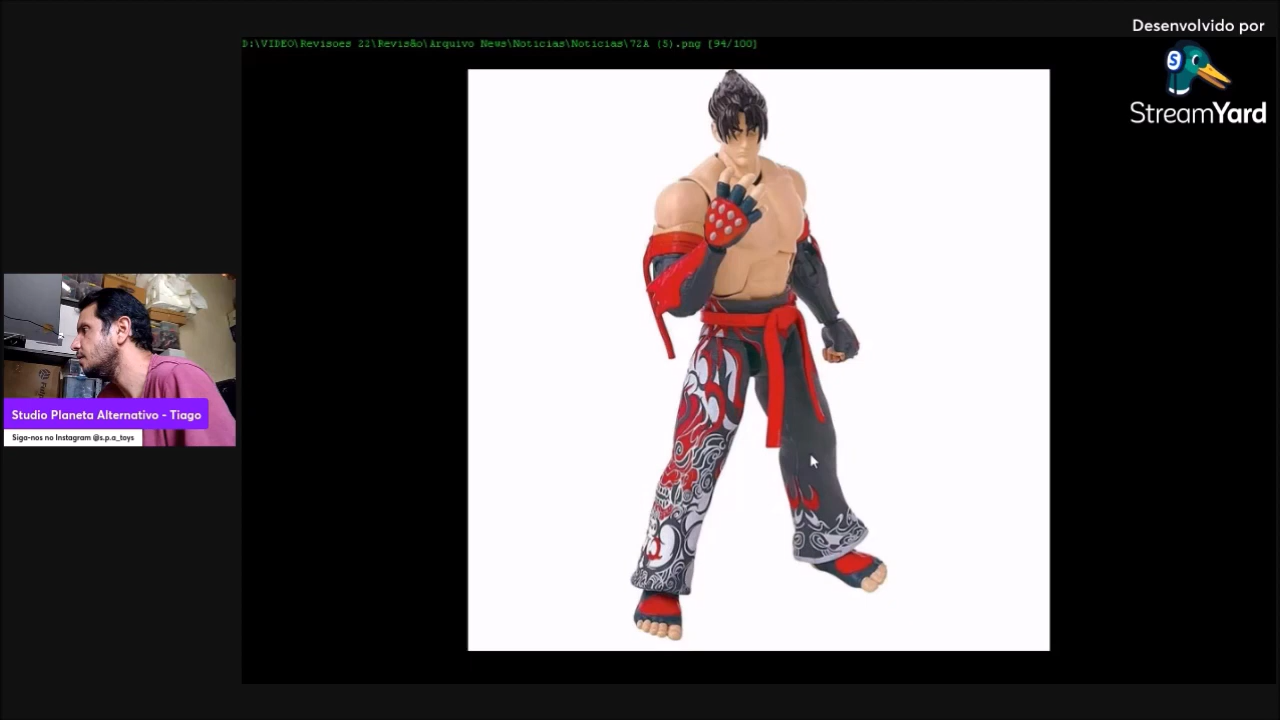 Desenvolvido por
D:\VIDEO\Revisoes 22\Revisão\Arquivo News\Noticias\Noticias\72A (5).png [94/100]
S
StreamYard
Studio Planeta Alternativo - Tiago
Siga-nos no Instagram @s.p.a_toys